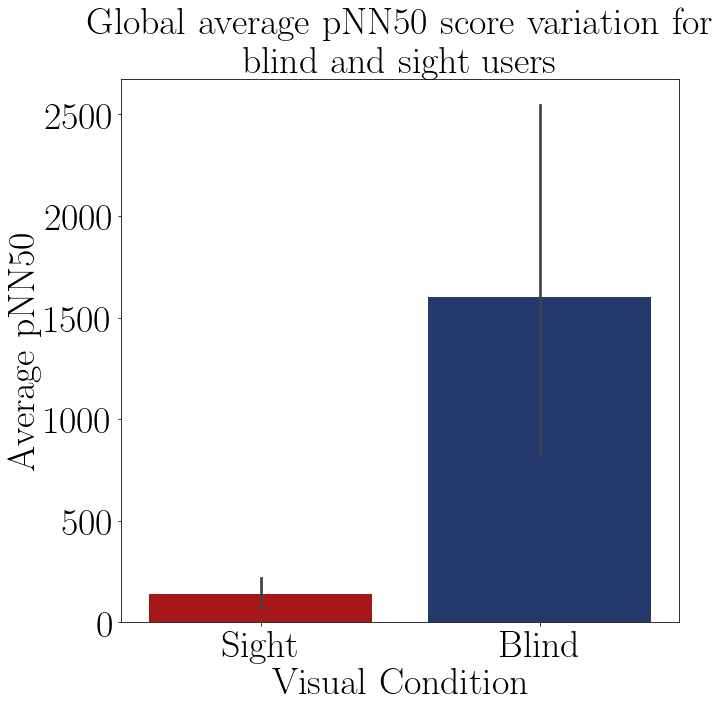 Global average pNN50 score variation for
blind and sight users
Average pNN50
2500
2000
1500
1000
500
0
Sight
Blind
Visual Condition